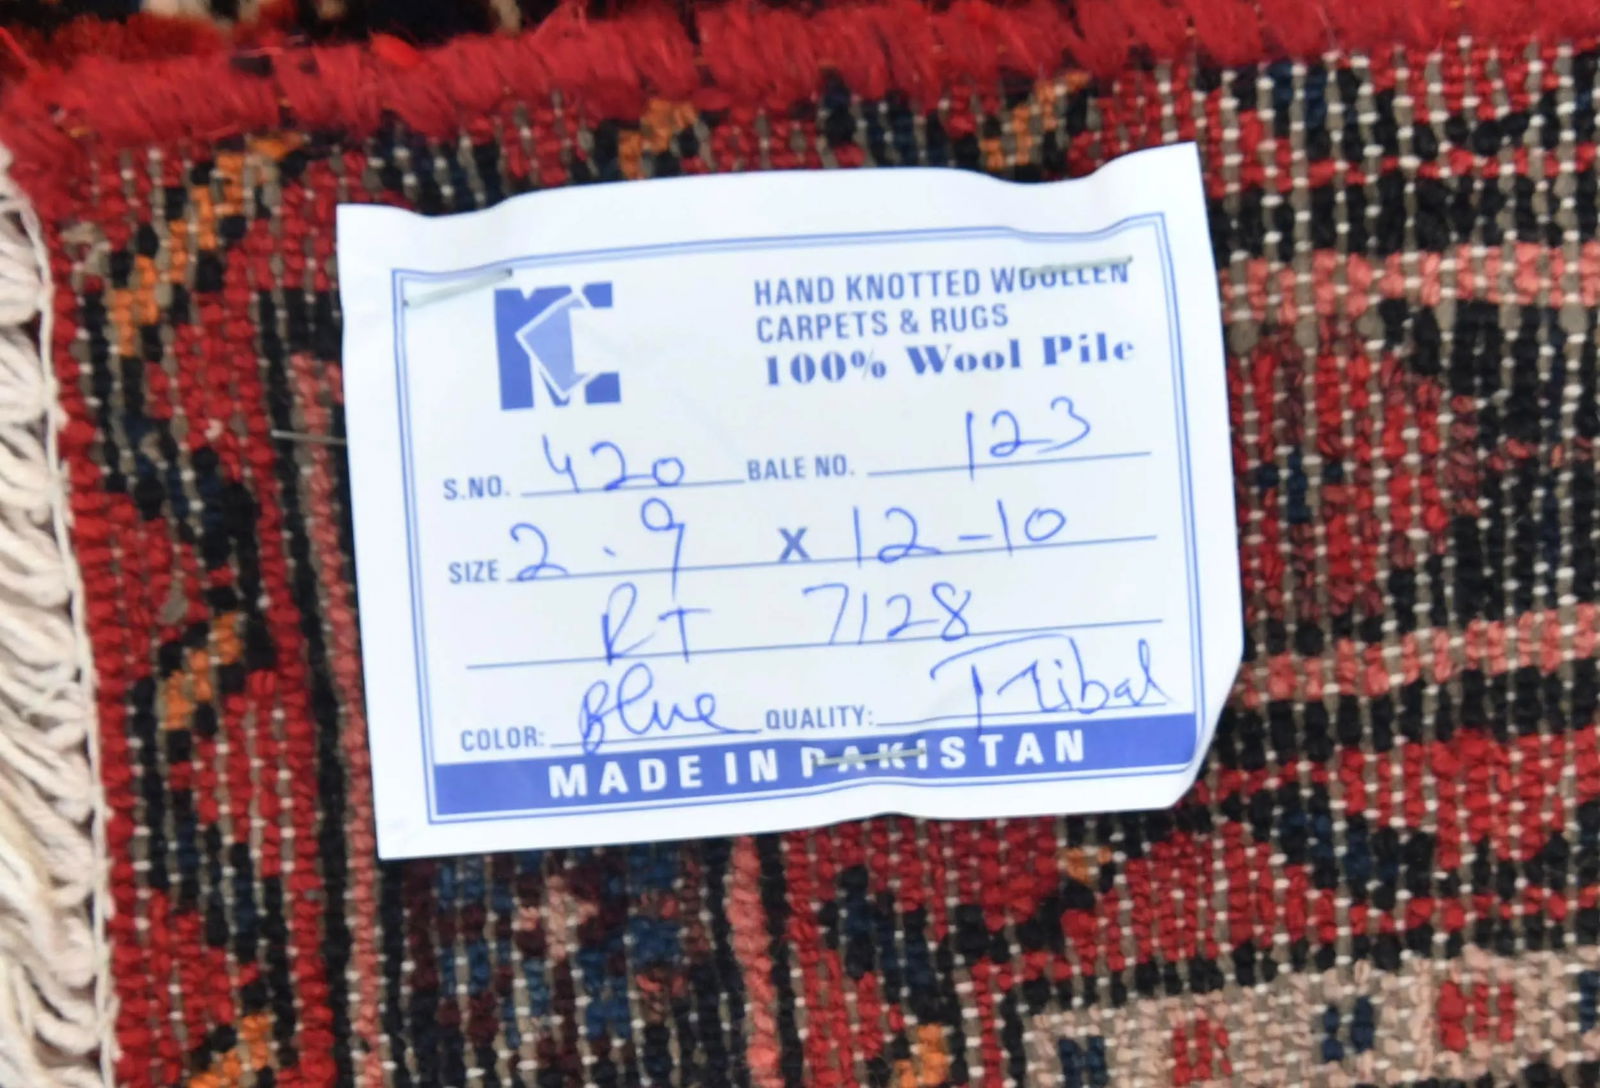 KC
HAND KNOTTED WOOLLEN
CARPETS & RUGS
100% Wool Pile
S.NO. 420 BALE NO. 123
SIZE 2.9 X 12-10
RT 7128
COLOR: Blue QUALITY: Tribal
MADE IN PAKISTAN